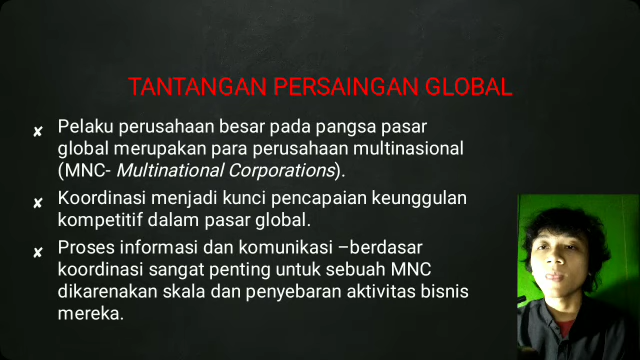 TANTANGAN PERSAINGAN GLOBAL
✘ Pelaku perusahaan besar pada pangsa pasar
global merupakan para perusahaan multinasional
(MNC- Multinational Corporations).
✘ Koordinasi menjadi kunci pencapaian keunggulan
kompetitif dalam pasar global.
✘ Proses informasi dan komunikasi –berdasar
koordinasi sangat penting untuk sebuah MNC
dikarenakan skala dan penyebaran aktivitas bisnis
mereka.